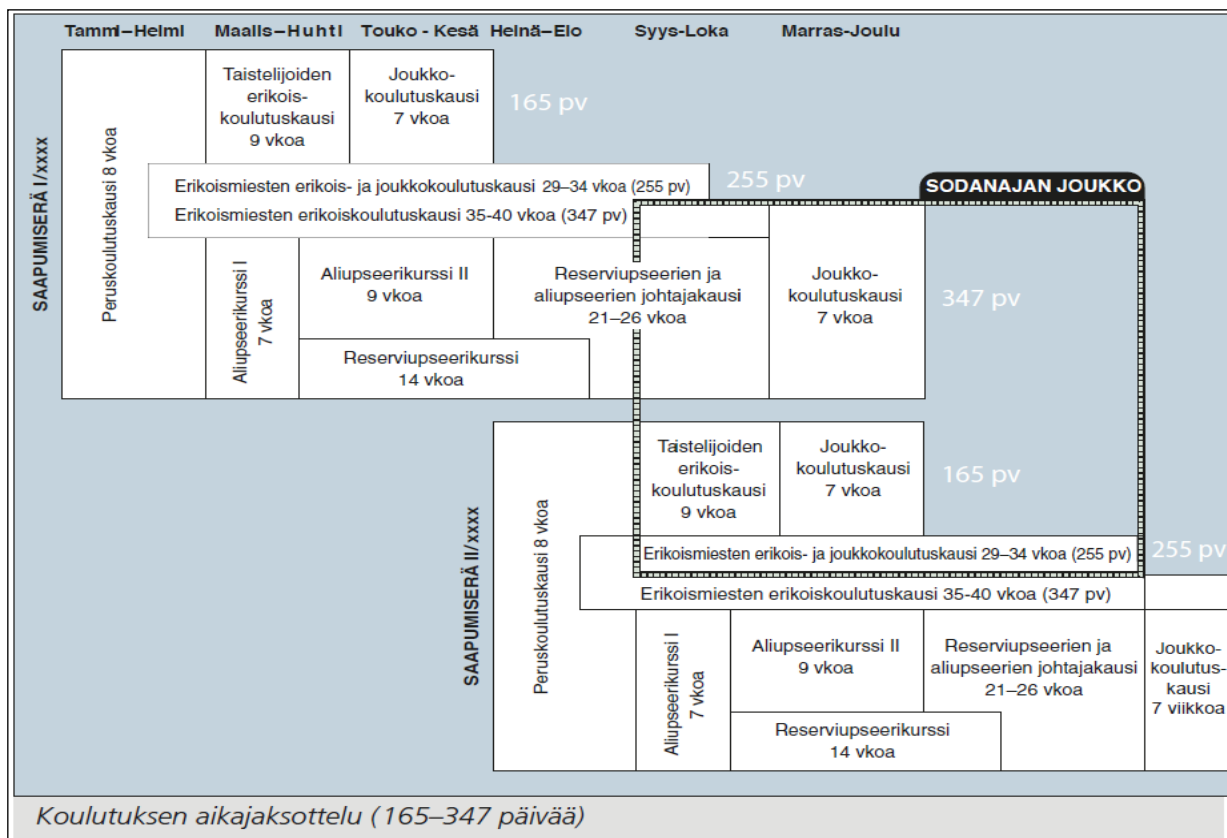 Tammi–Helmi Maalis–Huhti Touko - Kesä Heinä–Elo Syys-Loka Marras-Joulu
SAAPUMISERÄ I/xxxx
Peruskoulutuskausi 8 vkoa
Taistelijoiden
erikois-
koulutuskausi
9 vkoa
Joukko-
koulutuskausi
7 vkoa
165 pv
Erikoismiesten erikois- ja joukkokoulutuskausi 29–34 vkoa (255 pv)
255 pv
Erikoismiesten erikoiskoulutuskausi 35-40 vkoa (347 pv)
SODANAJAN JOUKKO
Aliupseerikurssi I
7 vkoa
Aliupseerikurssi II
9 vkoa
Reserviupseerikurssi
14 vkoa
Reserviupseerien ja
aliupseerien johtajakausi
21–26 vkoa
Joukko-
koulutuskausi
7 vkoa
347 pv
SAAPUMISERÄ II/xxxx
Peruskoulutuskausi 8 vkoa
Taistelijoiden
erikois-
koulutuskausi
9 vkoa
Joukko-
koulutuskausi
7 vkoa
165 pv
Erikoismiesten erikois- ja joukkokoulutuskausi 29–34 vkoa (255 pv)
255 pv
Erikoismiesten erikoiskoulutuskausi 35-40 vkoa (347 pv)
Aliupseerikurssi I
7 vkoa
Aliupseerikurssi II
9 vkoa
Reserviupseerikurssi
14 vkoa
Reserviupseerien ja
aliupseerien johtajakausi
21–26 vkoa
Joukko-
koulutus-
kausi
7 viikkoa
Koulutuksen aikajaksottelu (165–347 päivää)